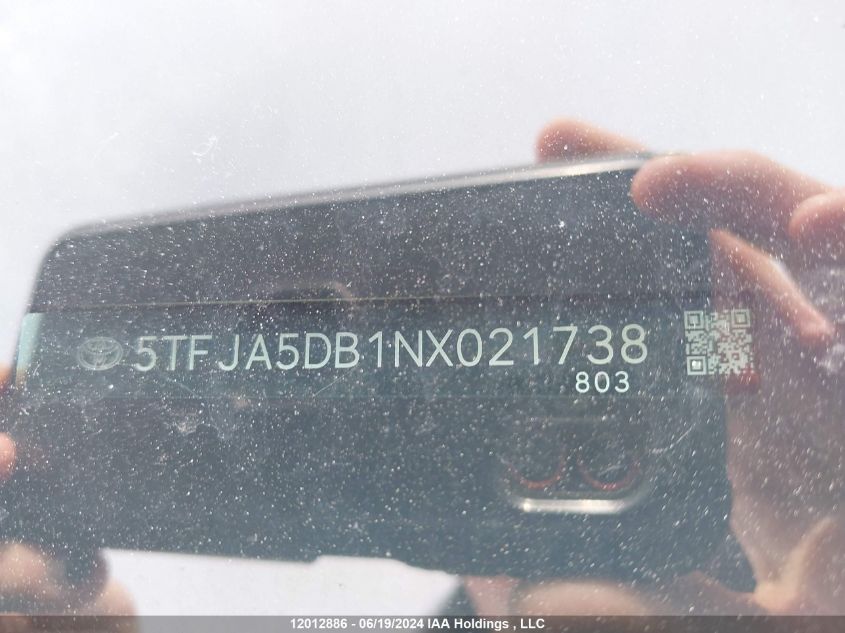 5TFJA5DB1NX021738
803
12012886 - 06/19/2024 IAA Holdings , LLC